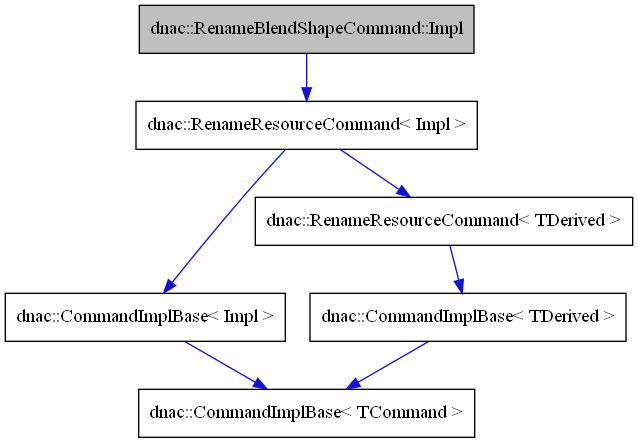 dnac::RenameBlendShapeCommand::Impl
dnac::RenameResourceCommand< Impl >
dnac::RenameResourceCommand< TDerived >
dnac::CommandImplBase< Impl >
dnac::CommandImplBase< TDerived >
dnac::CommandImplBase< TCommand >